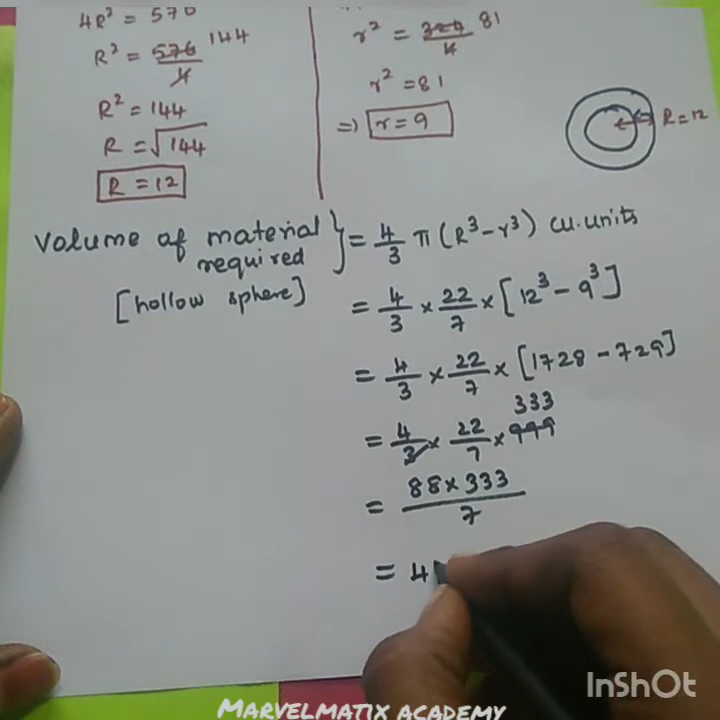 4R² = 576
R² = 576/4 144
R² = 144
R = √144
R = 12
r² = 324/4 81
r² = 81
=> r = 9
R = 12
Volume of material required } = 4/3 π (R³ - r³) cu.units
[hollow sphere]
= 4/3 × 22/7 × [12³ - 9³]
= 4/3 × 22/7 × [1728 - 729]
= 4/3 × 22/7 × 999 333
= 88 × 333 / 7
= 4
InShOt
MARVELMATIX ACADEMY